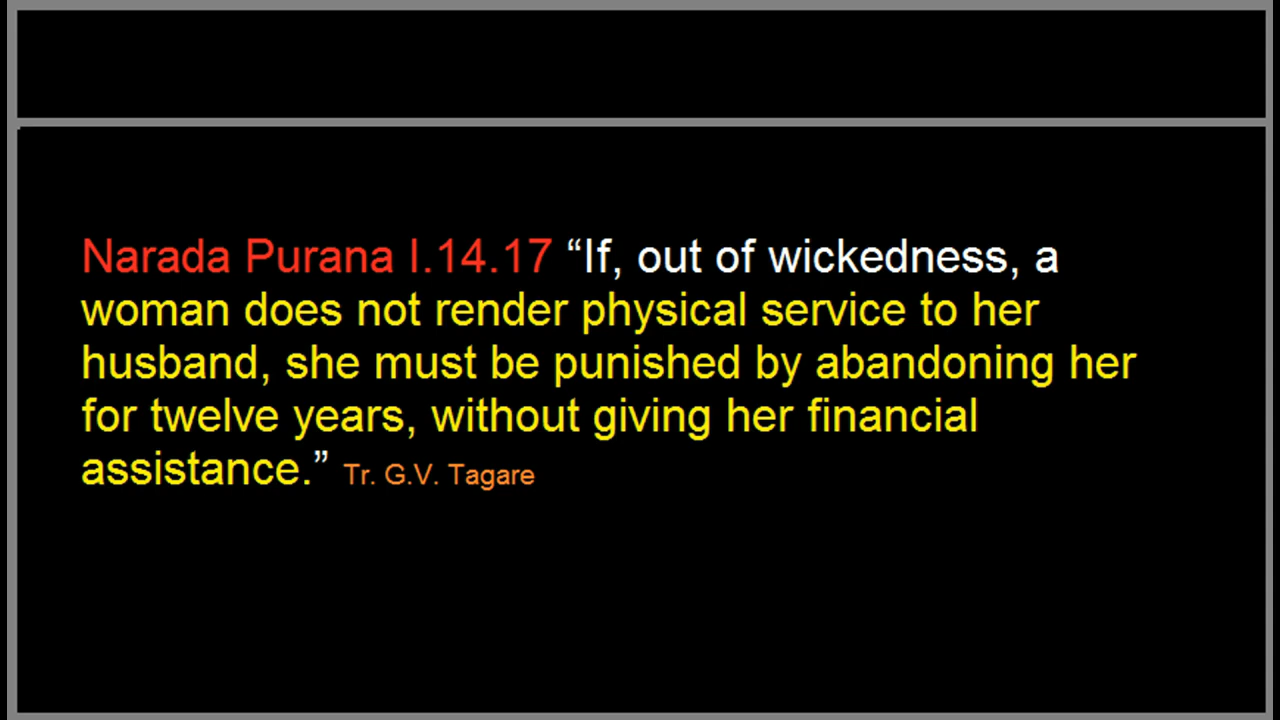 Narada Purana I.14.17 “If, out of wickedness, a
woman does not render physical service to her
husband, she must be punished by abandoning her
for twelve years, without giving her financial
assistance.” Tr. G.V. Tagare